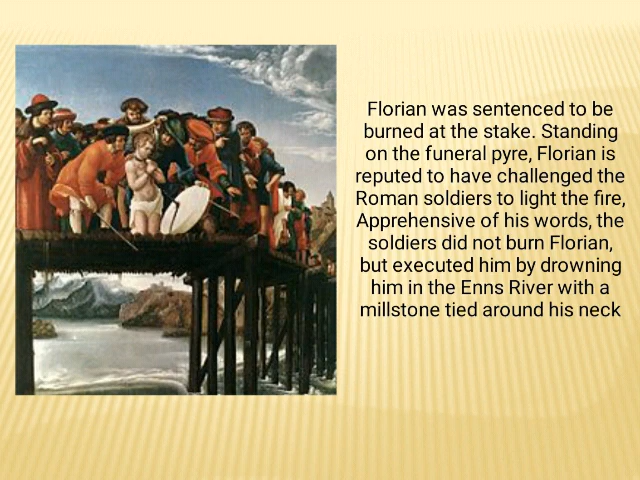 Florian was sentenced to be
burned at the stake. Standing
on the funeral pyre, Florian is
reputed to have challenged the
Roman soldiers to light the fire,
Apprehensive of his words, the
soldiers did not burn Florian,
but executed him by drowning
him in the Enns River with a
millstone tied around his neck